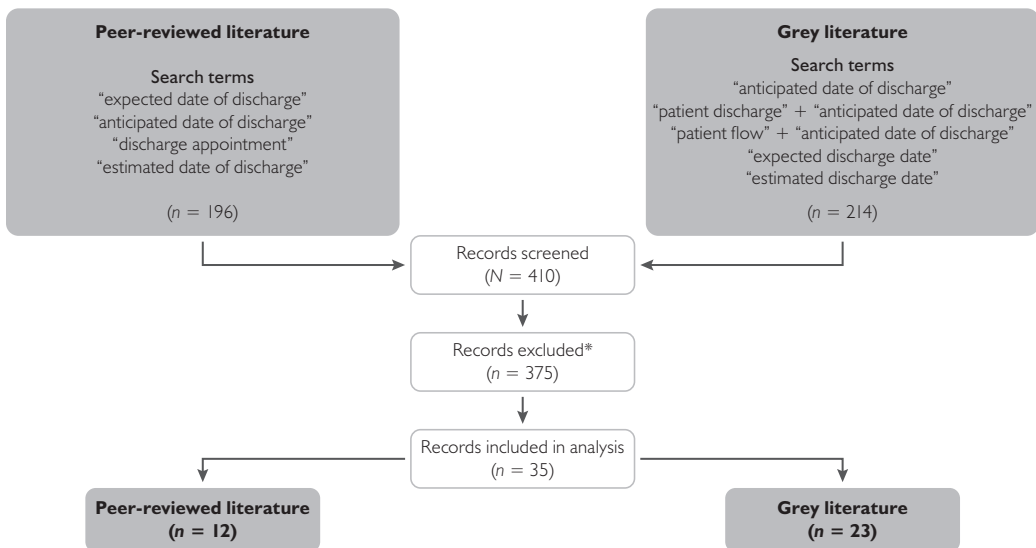 Peer-reviewed literature
Search terms
“expected date of discharge”
“anticipated date of discharge”
“discharge appointment”
“estimated date of discharge”
(n = 196)
Grey literature
Search terms
“anticipated date of discharge”
“patient discharge” + “anticipated date of discharge”
“patient flow” + “anticipated date of discharge”
“expected discharge date”
“estimated discharge date”
(n = 214)
Records screened
(N = 410)
Records excluded*
(n = 375)
Records included in analysis
(n = 35)
Peer-reviewed literature
(n = 12)
Grey literature
(n = 23)